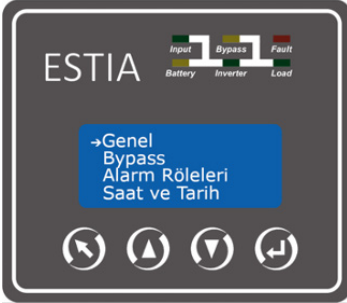 ESTIA
Input Bypass Fault
Battery Inverter Load
→Genel
Bypass
Alarm Röleleri
Saat ve Tarih